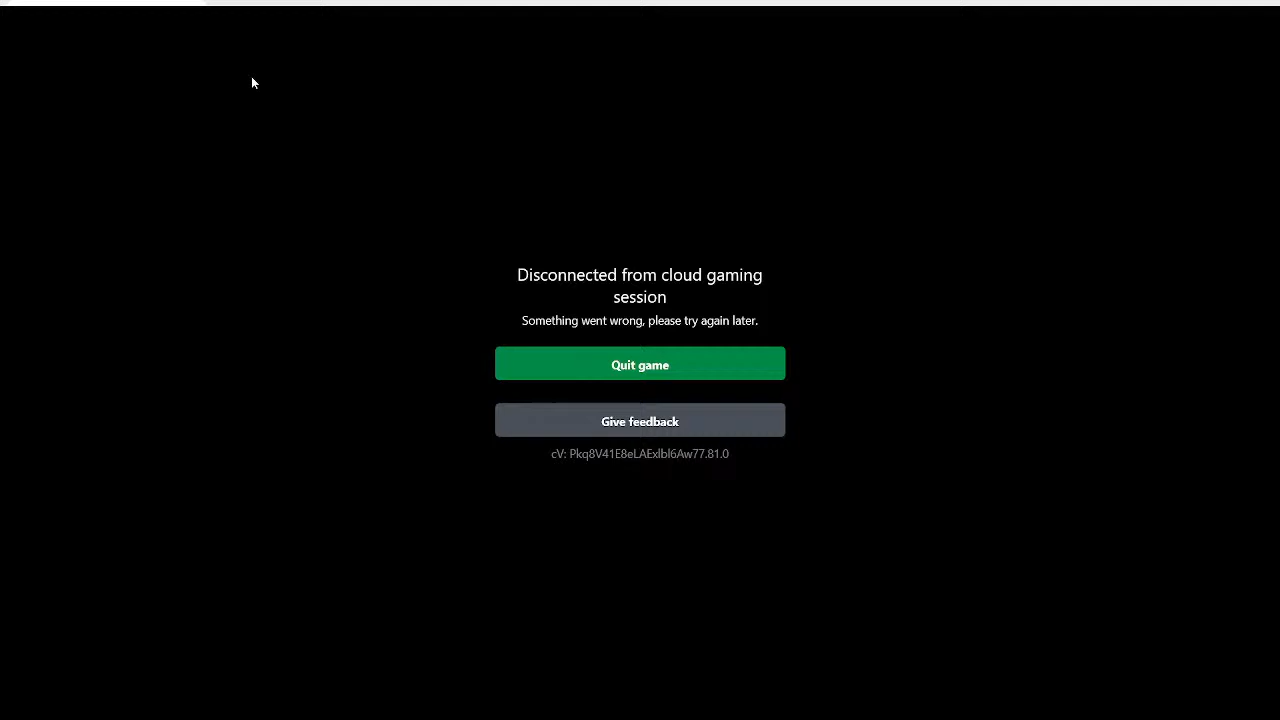 Disconnected from cloud gaming
session
Something went wrong, please try again later.
Quit game
Give feedback
cV: Pkq8V41E8eLAExlbl6Aw77.81.0